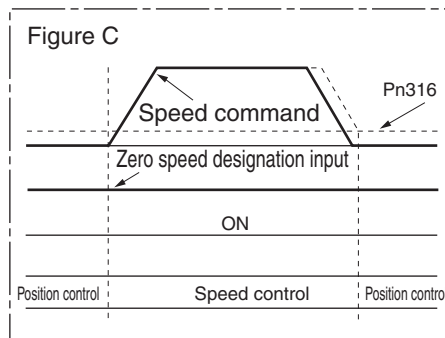 Figure C
Pn316
Speed command
Zero speed designation input
ON
Position control Speed control Position contro